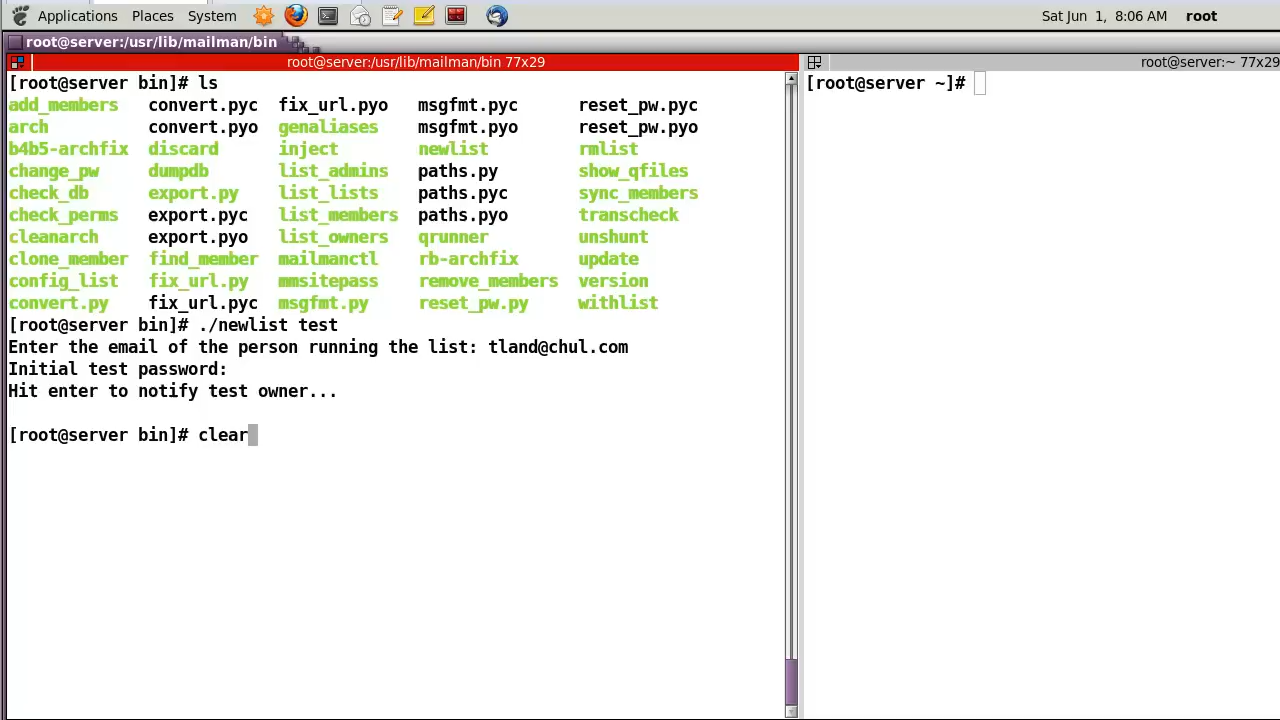 Applications Places System Sat Jun 1, 8:06 AM root
root@server:/usr/lib/mailman/bin
root@server:/usr/lib/mailman/bin 77x29
[root@server bin]# ls
add_members convert.pyc fix_url.pyo msgfmt.pyc reset_pw.pyc
arch convert.pyo genaliases msgfmt.pyo reset_pw.pyo
b4b5-archfix discard inject newlist rmlist
change_pw dumpdb list_admins paths.py show_qfiles
check_db export.py list_lists paths.pyc sync_members
check_perms export.pyc list_members paths.pyo transcheck
cleanarch export.pyo list_owners qrunner unshunt
clone_member find_member mailmanctl rb-archfix update
config_list fix_url.py mmsitepass remove_members version
convert.py fix_url.pyc msgfmt.py reset_pw.py withlist
[root@server bin]# ./newlist test
Enter the email of the person running the list: tland@chul.com
Initial test password:
Hit enter to notify test owner...
[root@server bin]# clear
root@server:~ 77x29
[root@server ~]#